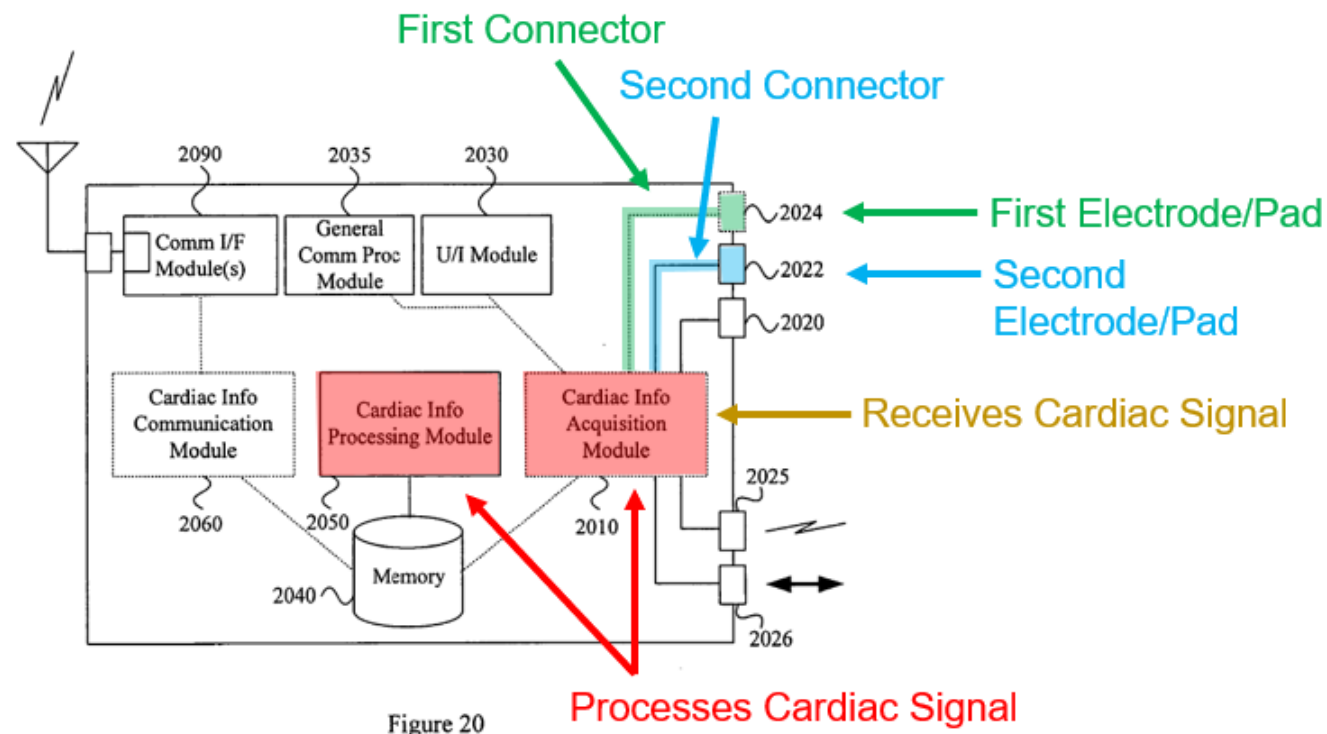 First Connector
Second Connector
2090
2035
2030
2024
First Electrode/Pad
Comm I/F
Module(s)
General
Comm Proc
Module
U/I Module
2022
Second
Electrode/Pad
2020
Cardiac Info
Communication
Module
Cardiac Info
Processing Module
Cardiac Info
Acquisition
Module
Receives Cardiac Signal
2060
2050
2010
2025
Memory
2040
2026
Processes Cardiac Signal
Figure 20